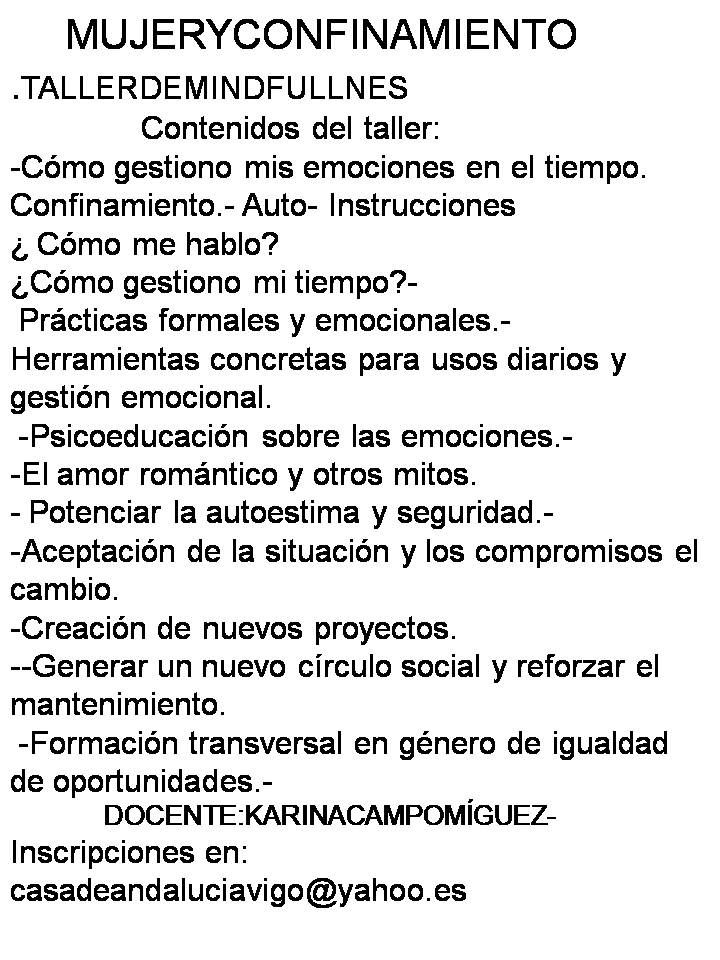 MUJERYCONFINAMIENTO
.TALLERDEMINDFULLNES
Contenidos del taller:
-Cómo gestiono mis emociones en el tiempo.
Confinamiento.- Auto- Instrucciones
¿ Cómo me hablo?
¿Cómo gestiono mi tiempo?-
Prácticas formales y emocionales.-
Herramientas concretas para usos diarios y
gestión emocional.
-Psicoeducación sobre las emociones.-
-El amor romántico y otros mitos.
- Potenciar la autoestima y seguridad.-
-Aceptación de la situación y los compromisos el
cambio.
-Creación de nuevos proyectos.
--Generar un nuevo círculo social y reforzar el
mantenimiento.
-Formación transversal en género de igualdad
de oportunidades.-
DOCENTE:KARINACAMPOMÍGUEZ-
Inscripciones en:
casadeandaluciavigo@yahoo.es